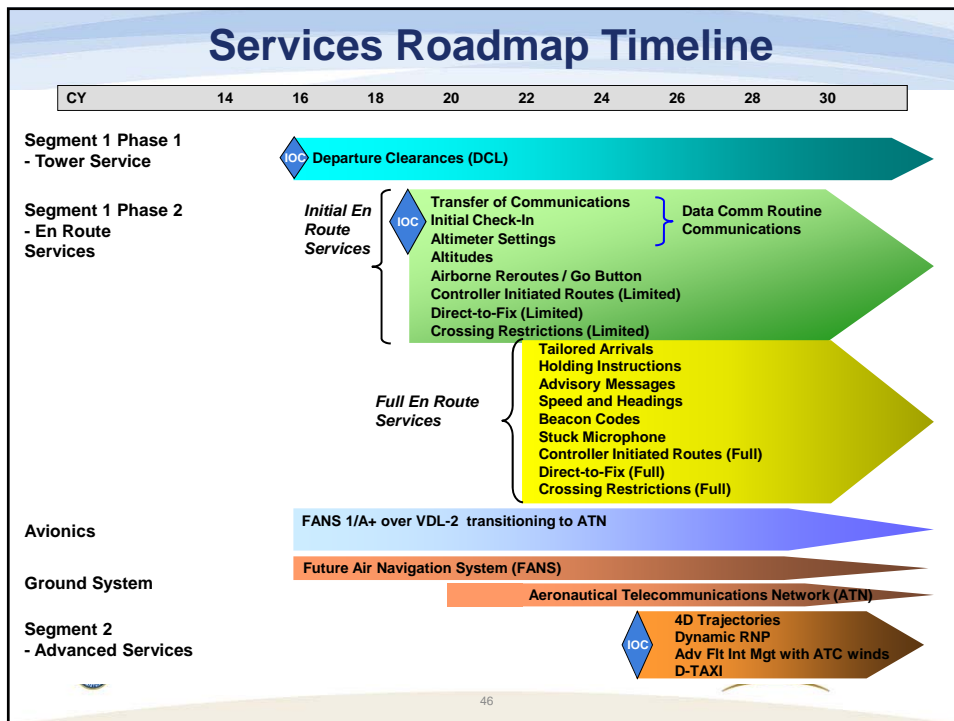 Services Roadmap Timeline
CY 14 16 18 20 22 24 26 28 30
Segment 1 Phase 1
- Tower Service
IOC
Departure Clearances (DCL)
Segment 1 Phase 2
- En Route
Services
Initial En
Route
Services
IOC
Transfer of Communications
Initial Check-In
Altimeter Settings
Altitudes
Airborne Reroutes / Go Button
Controller Initiated Routes (Limited)
Direct-to-Fix (Limited)
Crossing Restrictions (Limited)
Data Comm Routine
Communications
Full En Route
Services
Tailored Arrivals
Holding Instructions
Advisory Messages
Speed and Headings
Beacon Codes
Stuck Microphone
Controller Initiated Routes (Full)
Direct-to-Fix (Full)
Crossing Restrictions (Full)
Avionics
FANS 1/A+ over VDL-2 transitioning to ATN
Ground System
Future Air Navigation System (FANS)
Aeronautical Telecommunications Network (ATN)
Segment 2
- Advanced Services
IOC
4D Trajectories
Dynamic RNP
Adv Flt Int Mgt with ATC winds
D-TAXI
46